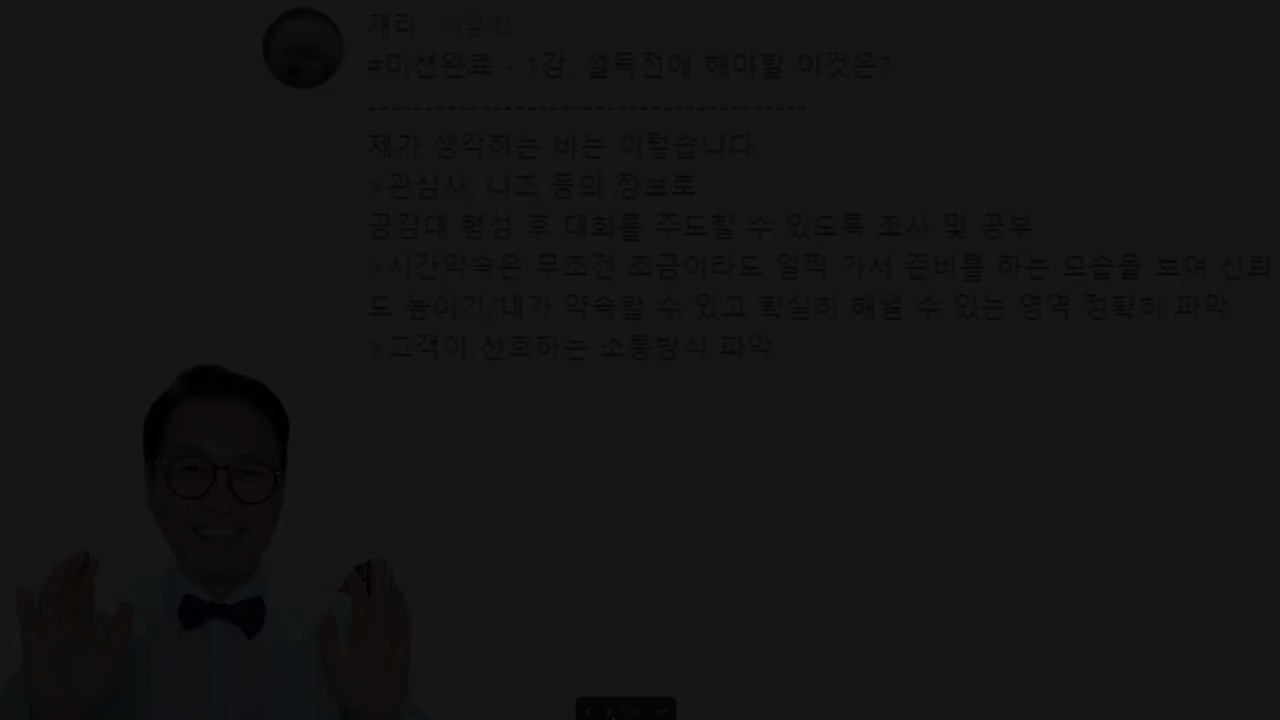 개리
#미션완료 - 1강. 설득전에 해야할 이것은?
---------------------------------------
제가 생각하는 바는 이렇습니다.
>관심사, 니즈 등의 정보로
공감대 형성 후 대화를 주도할 수 있도록 조사 및 공부
>시간약속은 무조건 조금이라도 일찍 가서 준비를 하는 모습을 보여 신뢰
도 높이기/내가 약속할 수 있고 확실히 해낼 수 있는 영역 정확히 파악
>고객이 선호하는 소통방식 파악